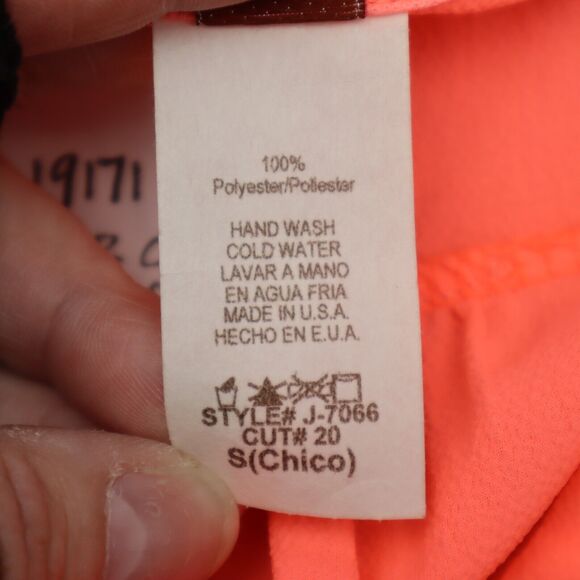 100%
Polyester/Poliester
HAND WASH
COLD WATER
LAVAR A MANO
EN AGUA FRIA
MADE IN U.S.A.
HECHO EN E.U.A.
STYLE# J-7066
CUT# 20
S(Chico)
19171